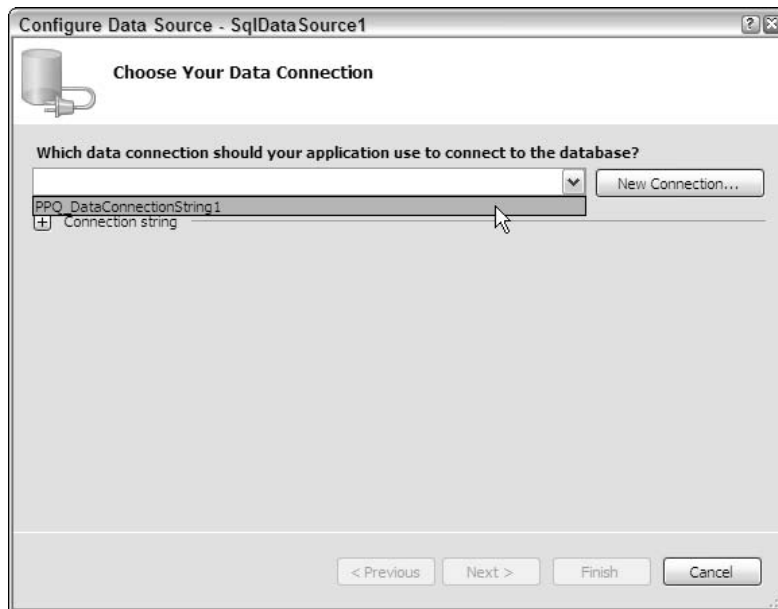 Configure Data Source - SqlDataSource1
Choose Your Data Connection
Which data connection should your application use to connect to the database?
New Connection...
PPQ_DataConnectionString1
Connection string
< Previous Next > Finish Cancel